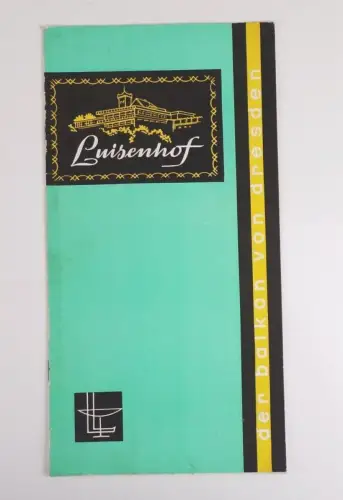 Luisenhof
der balkon von dresden